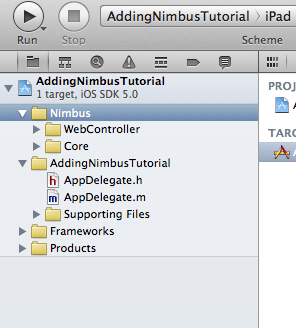 AddingNimbusTutorial › iPad
Run
Stop
Scheme
AddingNimbusTutorial
1 target, iOS SDK 5.0
Nimbus
WebController
Core
AddingNimbusTutorial
h AppDelegate.h
m AppDelegate.m
Supporting Files
Frameworks
Products
PROJ
TARG